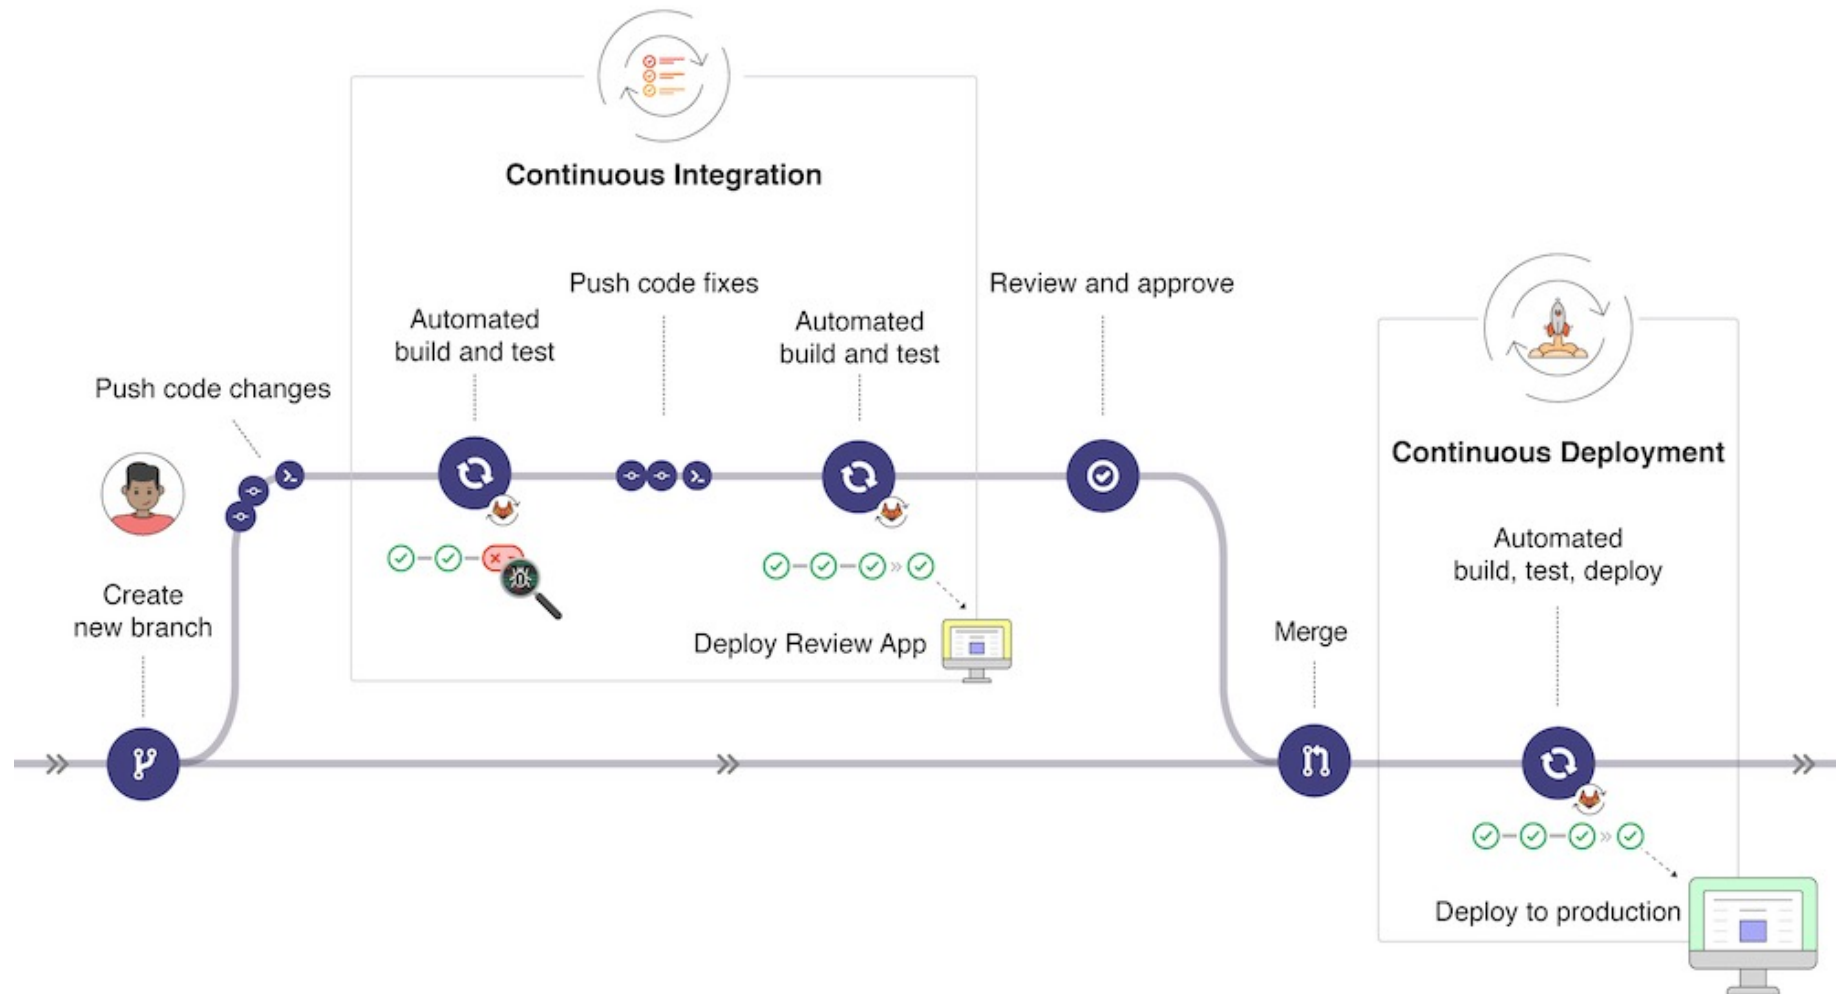 Continuous Integration
Push code fixes
Review and approve
Automated
build and test
Automated
build and test
Push code changes
Continuous Deployment
Automated
build, test, deploy
Create
new branch
Deploy Review App
Merge
Deploy to production